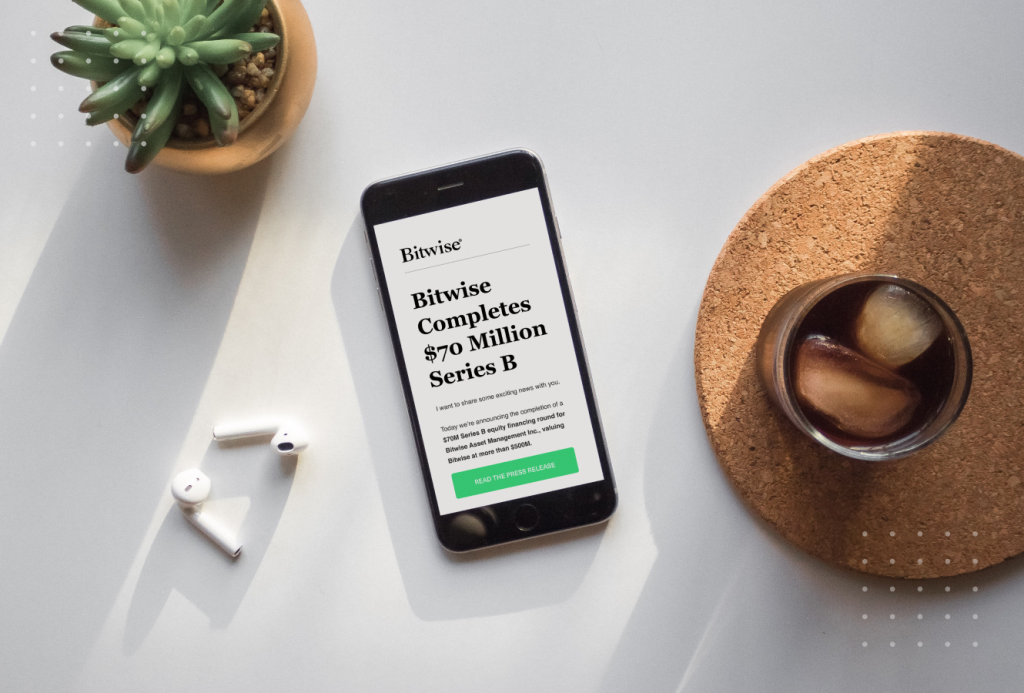 Bitwise®
Bitwise
Completes
$70 Million
Series B
I want to share some exciting news with you.
Today we're announcing the completion of a
$70M Series B equity financing round for
Bitwise Asset Management Inc., valuing
Bitwise at more than $500M.
READ THE PRESS RELEASE